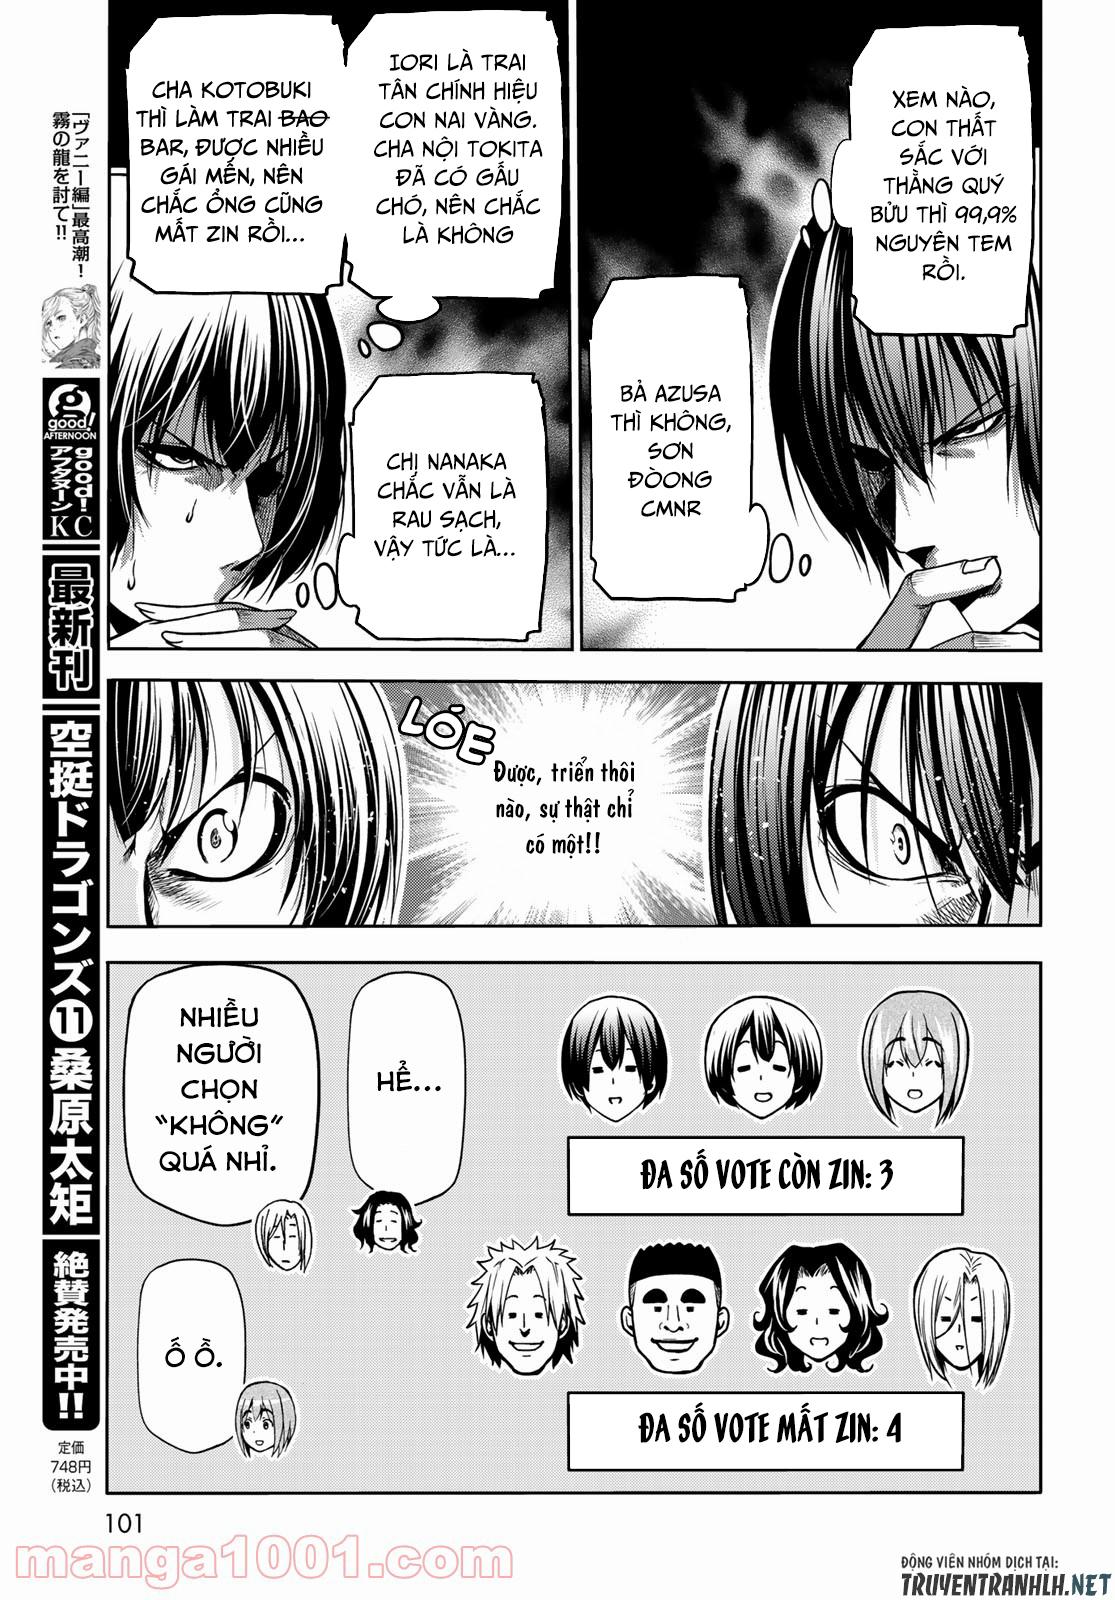 XEM NÀO,
CON THẤT
SẮC VỚI
THẰNG QUÝ
BỬU THÌ 99,9%
NGUYÊN TEM
RỒI.
BẢ AZUSA
THÌ KHÔNG,
SƠN
ĐÒONG
CMNR
IORI LÀ TRAI
TÂN CHÍNH HIỆU
CON NAI VÀNG.
CHA NỘI TOKITA
ĐÃ CÓ GẤU
CHÓ, NÊN CHẮC
LÀ KHÔNG
CHA KOTOBUKI
THÌ LÀM TRAI BAO
BAR, ĐƯỢC NHIỀU
GÁI MẾN, NÊN
CHẮC ỔNG CŨNG
MẤT ZIN RỒI...
CHỊ NANAKA
CHẮC VẪN LÀ
RAU SẠCH,
VẬY TỨC LÀ...
LÓE
Được, triển thôi
nào, sự thật chỉ
có một!!
ĐA SỐ VOTE CÒN ZIN: 3
ĐA SỐ VOTE MẤT ZIN: 4
HỂ...
NHIỀU
NGƯỜI
CHỌN
"KHÔNG"
QUÁ NHỈ.
Ố Ồ.
「ヴァニー編」最高潮!
霧の龍を討て!!
good!
AFTERNOON
good!
アフタヌーン
KC
最新刊
空挺ドラゴンズ⑪桑原太矩
絶賛発売中!!
定価
748円
(税込)
101
manga1001.com
ĐỘNG VIÊN NHÓM DỊCH TẠI:
TRUYENTRANHLH.NET